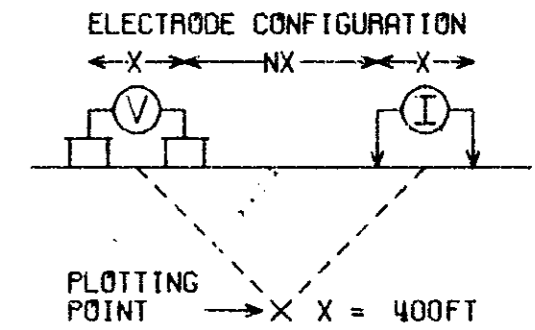 ELECTRODE CONFIGURATION
X NX X
V I
PLOTTING
POINT X X = 400FT